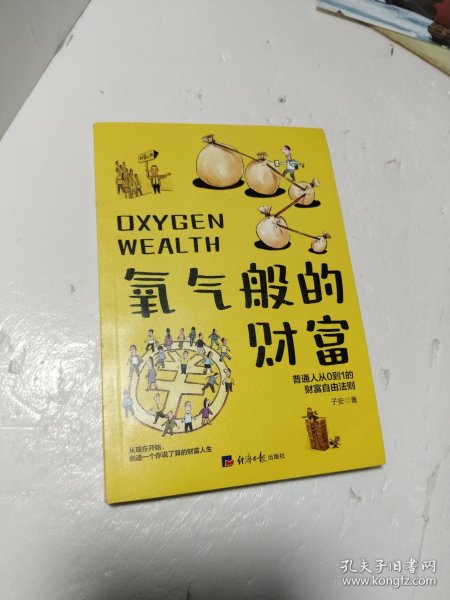 OXYGEN
WEALTH
氧气般的
财富
普通人从0到1的
财富自由法则
子安◇著
从现在开始，
创造一个你说了算的财富人生
经济日报出版社
孔夫子旧书网
www.kongfz.com